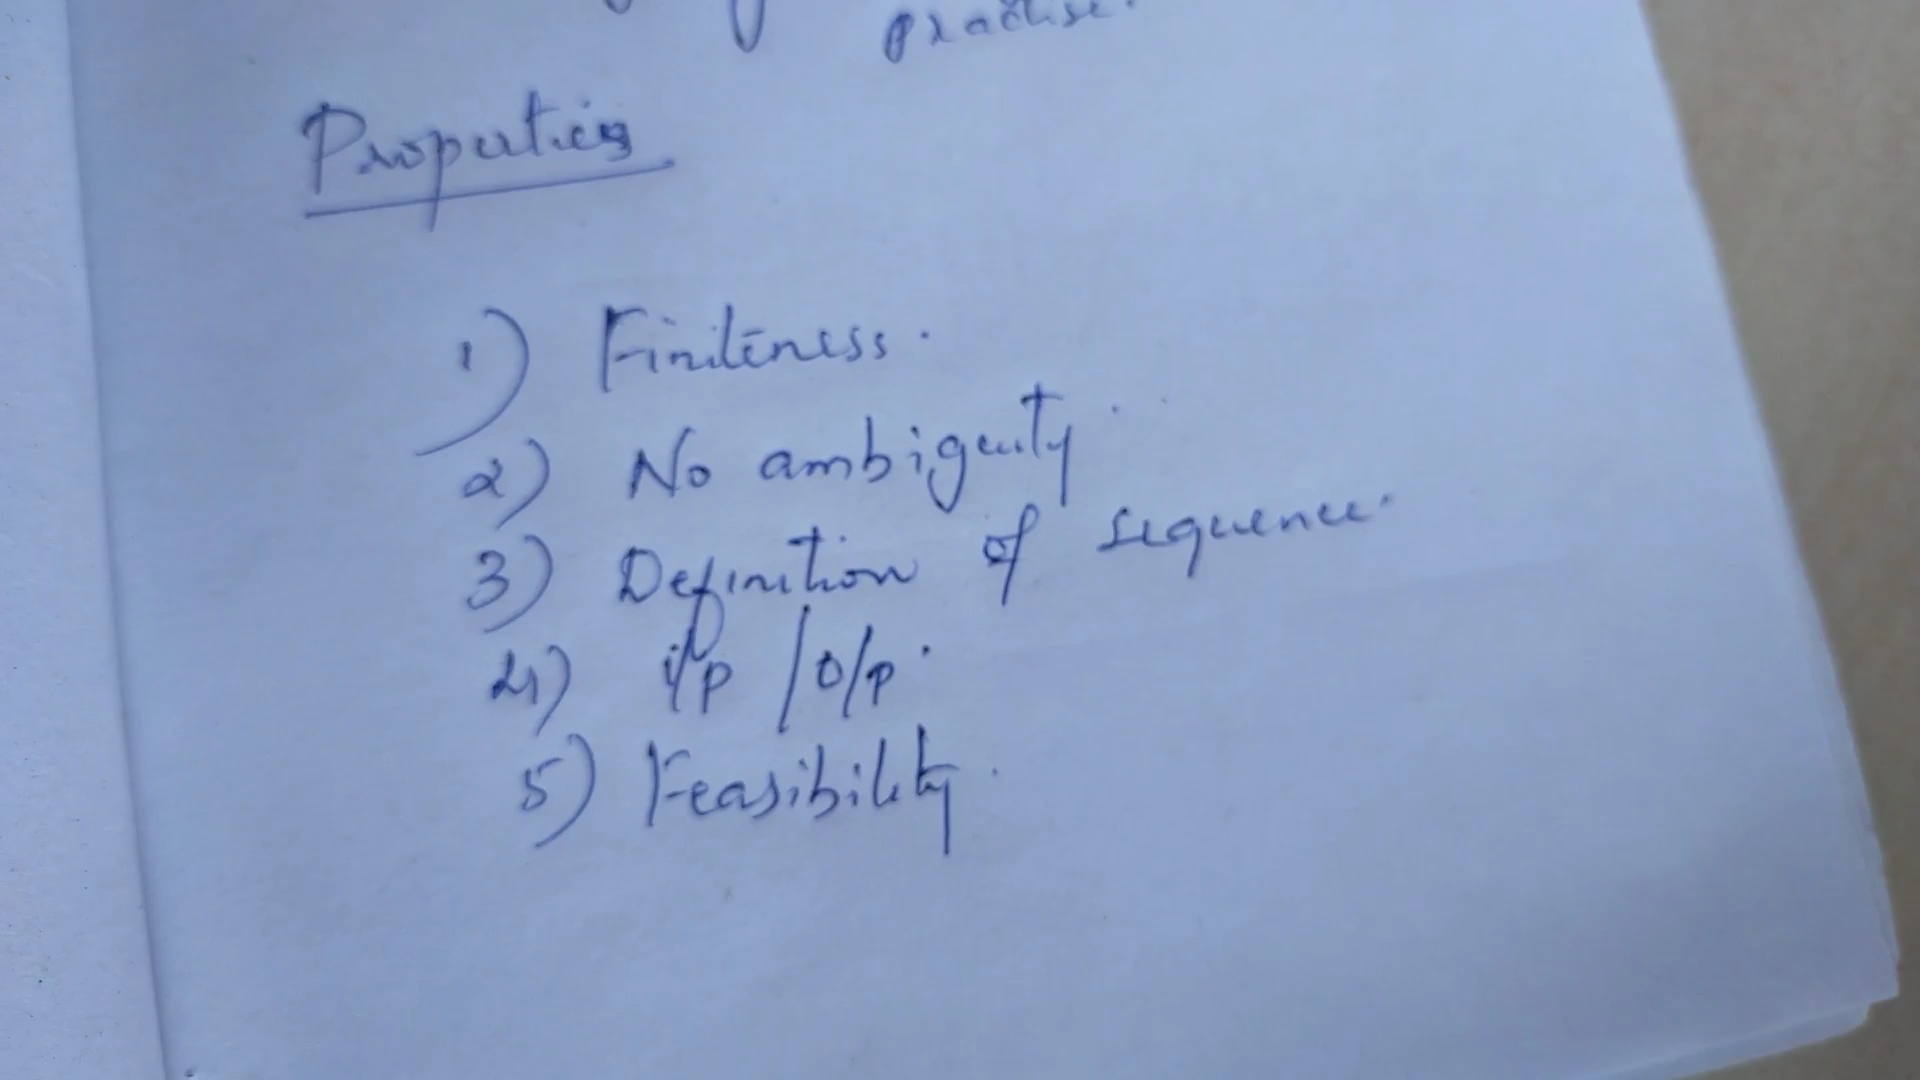 practise.
Properties
1) Finiteness.
2) No ambiguity.
3) Definition of sequence.
4) i/p / o/p.
5) Feasibility.